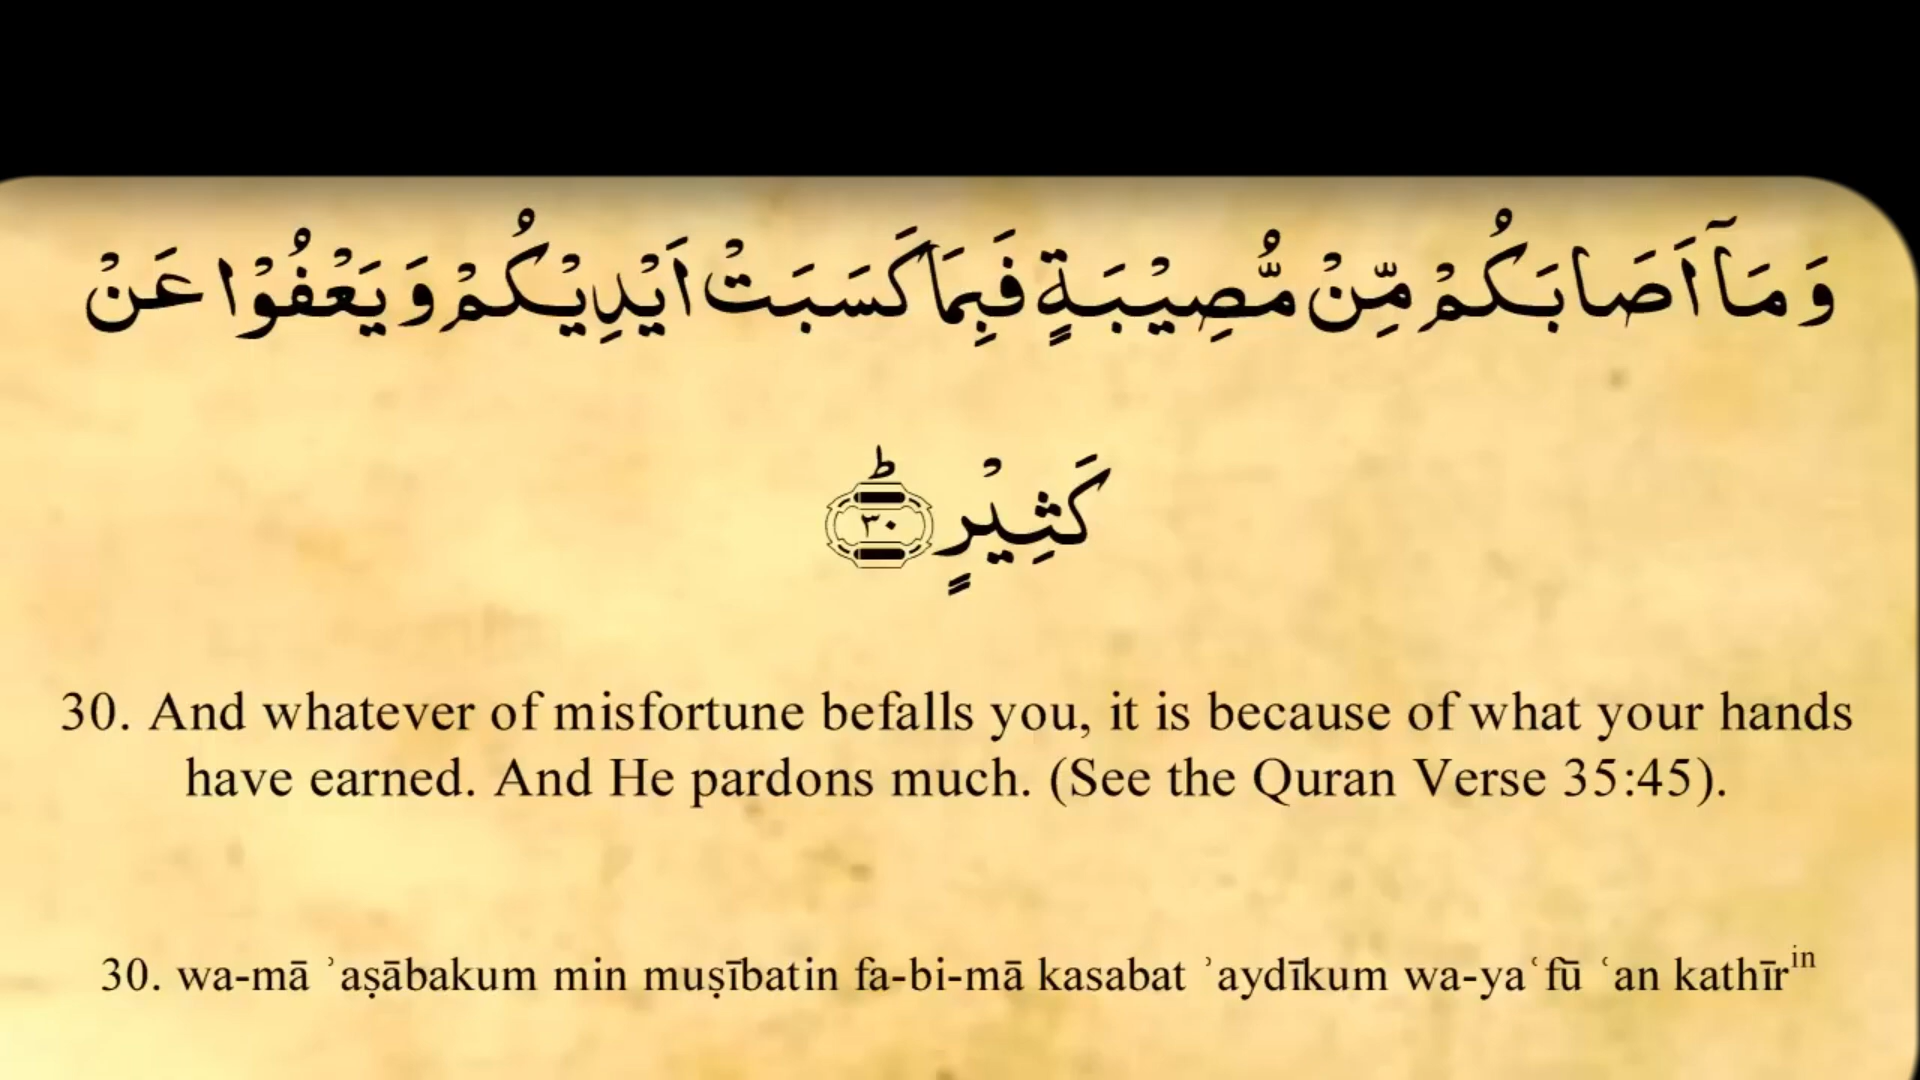 وَمَآ اَصَابَكُمْ مِّنْ مُّصِيْبَةٍ فَبِمَا كَسَبَتْ اَيْدِيْكُمْ وَيَعْفُوْا عَنْ
كَثِيْرٍ ؕ ۳۰
30. And whatever of misfortune befalls you, it is because of what your hands
have earned. And He pardons much. (See the Quran Verse 35:45).
30. wa-mā ʾaṣābakum min muṣībatin fa-bi-mā kasabat ʾaydīkum wa-yaʿfū ʿan kathīrⁱⁿ